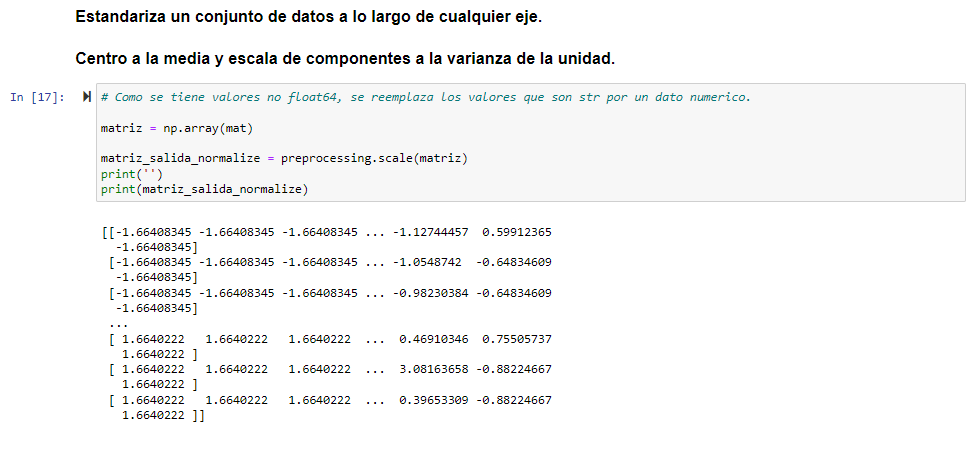 Estandariza un conjunto de datos a lo largo de cualquier eje.
Centro a la media y escala de componentes a la varianza de la unidad.
In [17]:
# Como se tiene valores no float64, se reemplaza los valores que son str por un dato numerico.
matriz = np.array(mat)
matriz_salida_normalize = preprocessing.scale(matriz)
print('')
print(matriz_salida_normalize)
[[-1.66408345 -1.66408345 -1.66408345 ... -1.12744457  0.59912365
  -1.66408345]
 [-1.66408345 -1.66408345 -1.66408345 ... -1.0548742  -0.64834609
  -1.66408345]
 [-1.66408345 -1.66408345 -1.66408345 ... -0.98230384 -0.64834609
  -1.66408345]
 ...
 [ 1.6640222   1.6640222   1.6640222  ...  0.46910346  0.75505737
   1.6640222 ]
 [ 1.6640222   1.6640222   1.6640222  ...  3.08163658 -0.88224667
   1.6640222 ]
 [ 1.6640222   1.6640222   1.6640222  ...  0.39653309 -0.88224667
   1.6640222 ]]